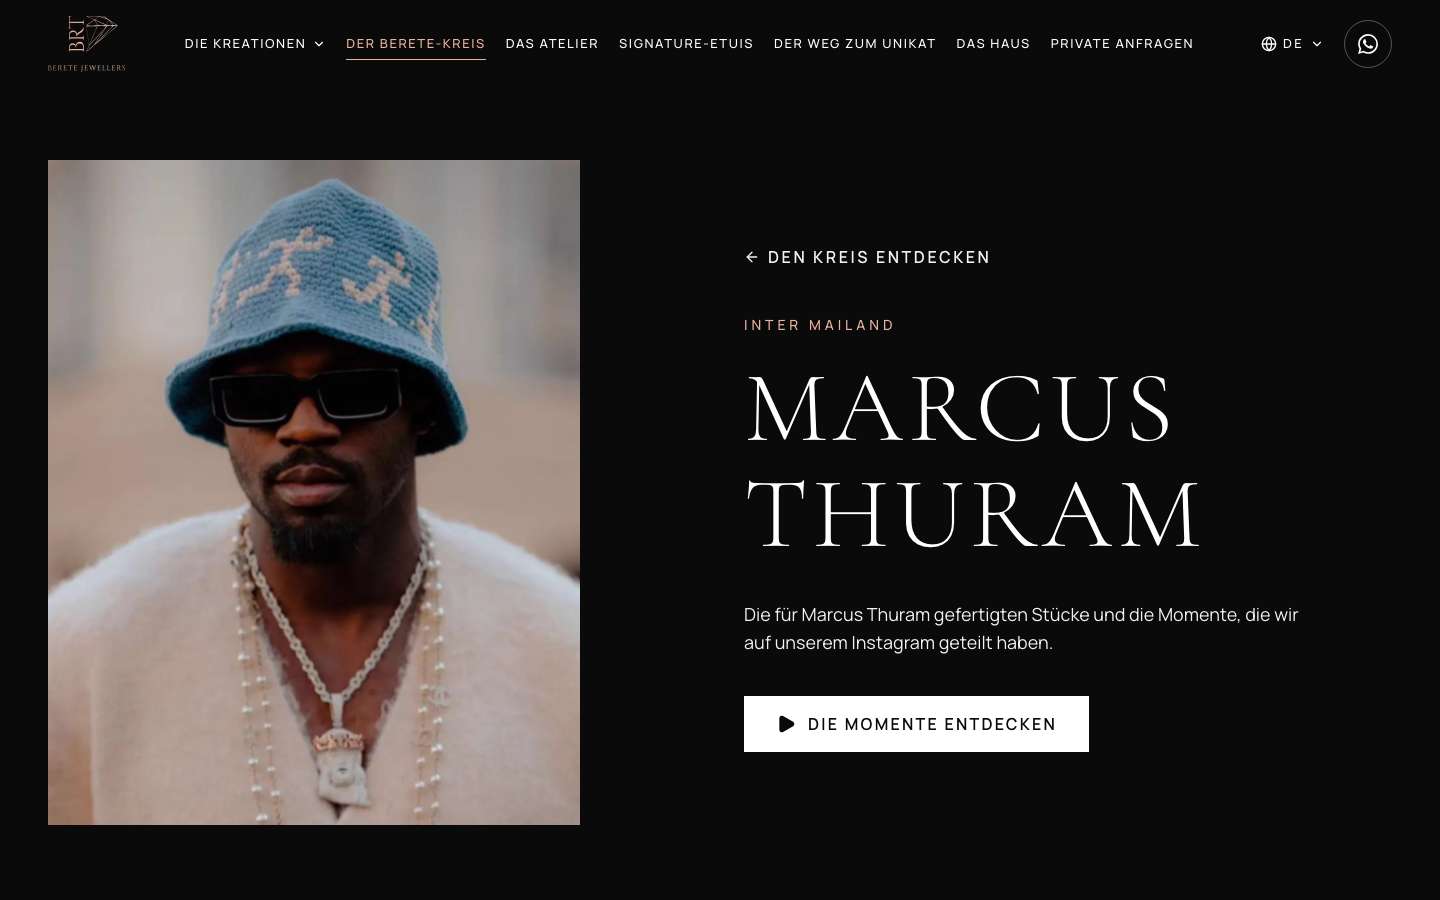 BRT
BERETE JEWELLERS
DIE KREATIONEN
DER BERETE-KREIS
DAS ATELIER
SIGNATURE-ETUIS
DER WEG ZUM UNIKAT
DAS HAUS
PRIVATE ANFRAGEN
DE
DEN KREIS ENTDECKEN
INTER MAILAND
MARCUS
THURAM
Die für Marcus Thuram gefertigten Stücke und die Momente, die wir
auf unserem Instagram geteilt haben.
DIE MOMENTE ENTDECKEN